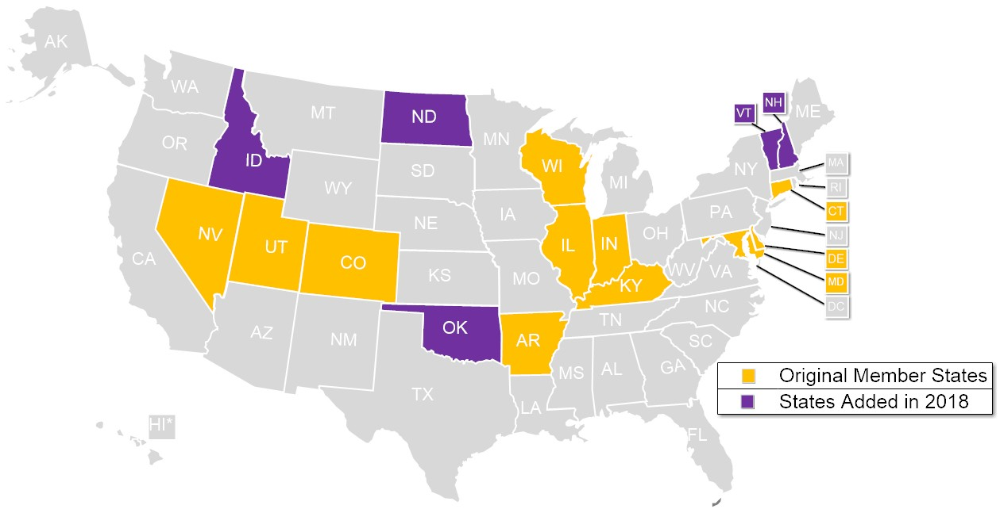 AK
WA
MT
ND
MN
VT
NH
ME
OR
ID
SD
WI
MI
NY
MA
WY
RI
IA
PA
CT
NV
UT
NE
IL
IN
OH
NJ
CA
CO
KS
MO
KY
WV
VA
DE
MD
DC
AZ
NM
OK
AR
TN
NC
SC
MS
AL
GA
TX
LA
FL
HI*
Original Member States
States Added in 2018